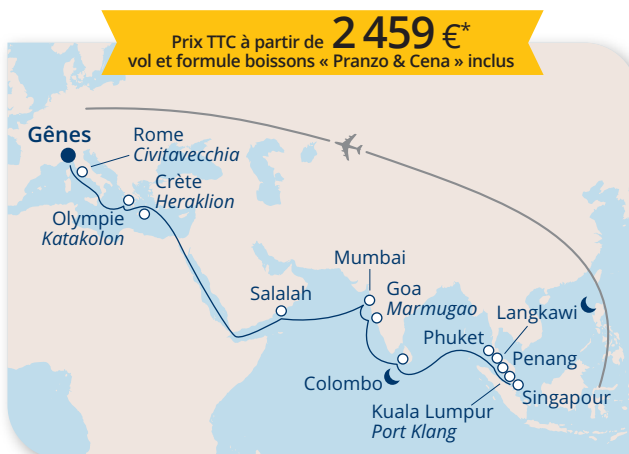 Prix TTC à partir de 2 459 €*
vol et formule boissons « Pranzo & Cena » inclus
Gênes
Rome
Civitavecchia
Crète
Heraklion
Olympie
Katakolon
Salalah
Mumbai
Goa
Marmugao
Colombo
Langkawi
Phuket
Penang
Singapour
Kuala Lumpur
Port Klang